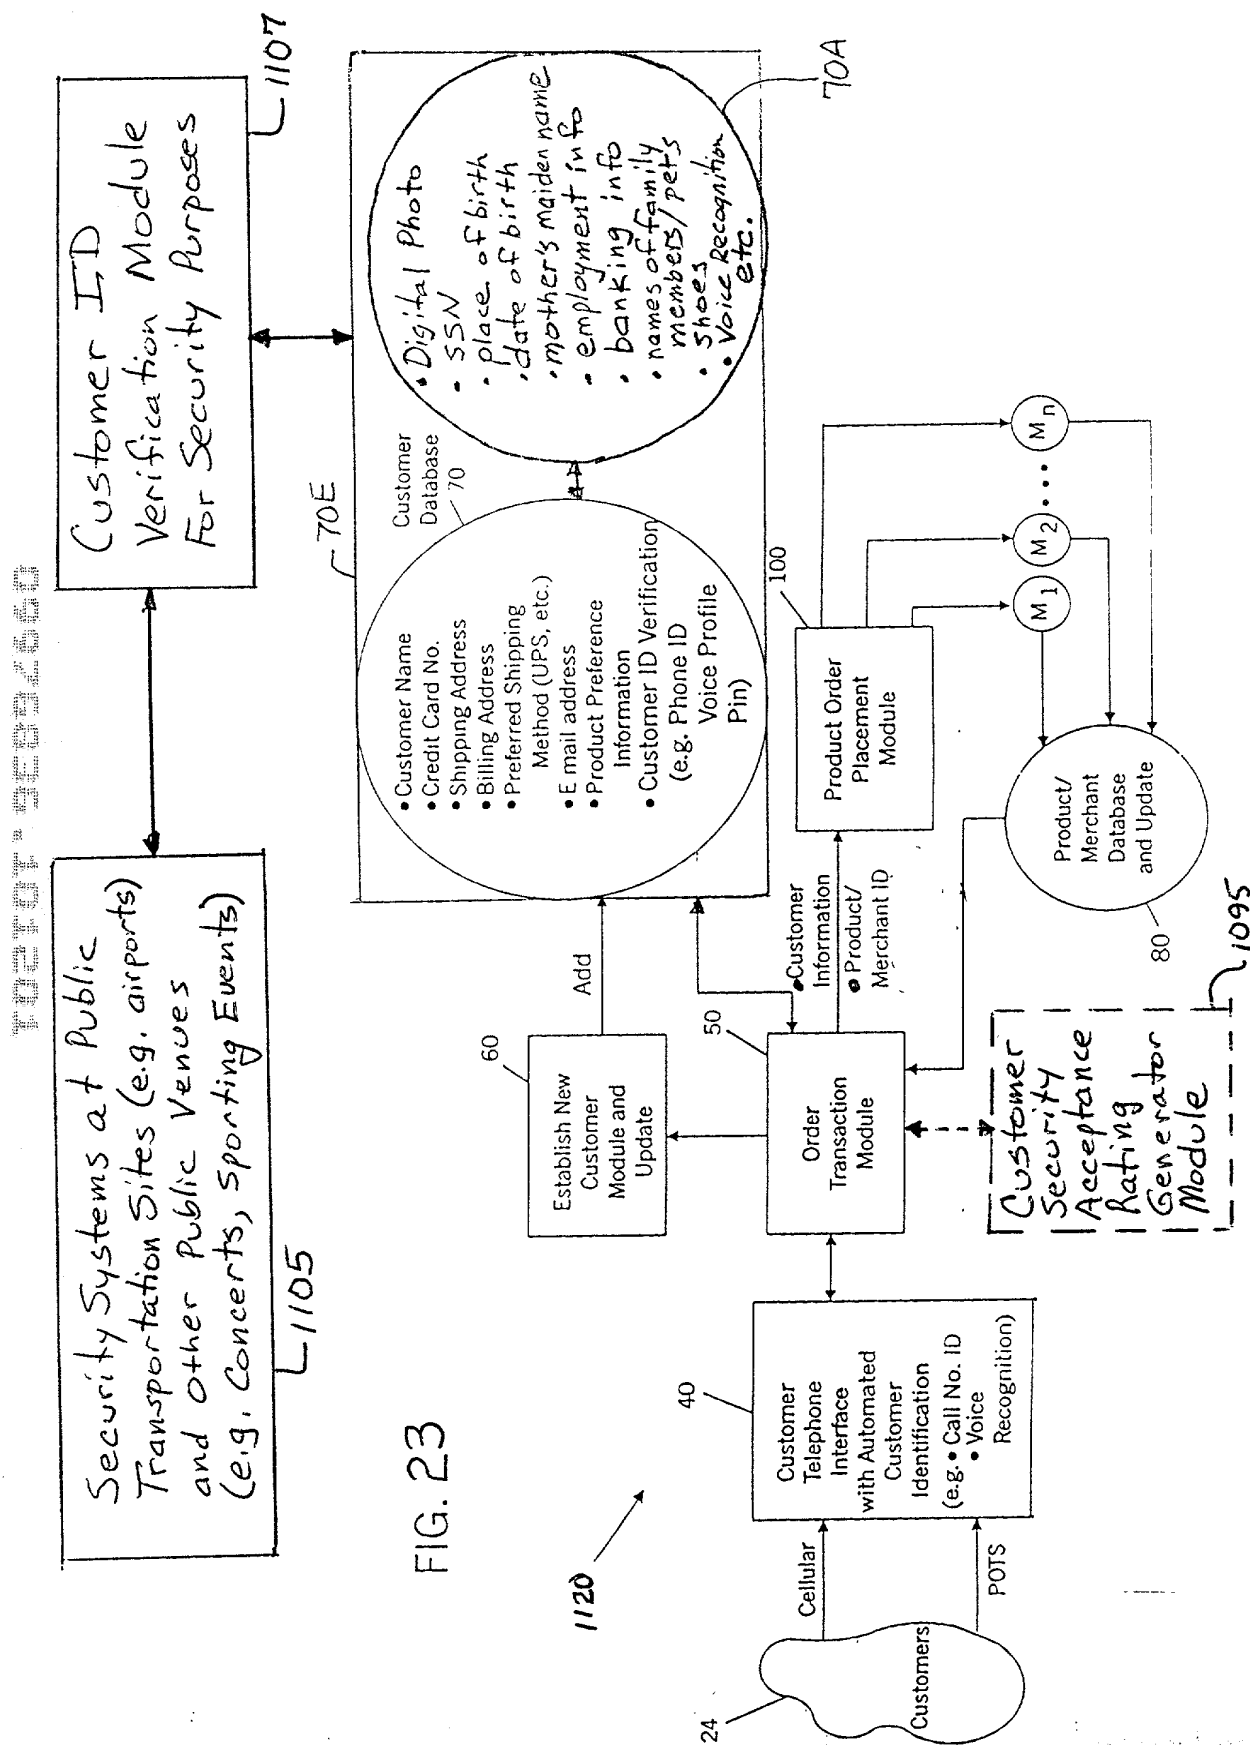 Security Systems at Public
Transportation Sites (e.g. airports)
and Other Public Venues
(e.g. Concerts, Sporting Events)
1105
Customer ID
Verification Module
For Security Purposes
1107
FIG. 23
1120
70E
Customer
Database
70
• Customer Name
• Credit Card No.
• Shipping Address
• Billing Address
• Preferred Shipping
Method (UPS, etc.)
• E mail address
• Product Preference
Information
• Customer ID Verification
(e.g. Phone ID
Voice Profile
Pin)
• Digital Photo
• SSN
• place of birth
• date of birth
• mother's maiden name
• employment info
• banking info
• names of family
members/pets
• shoes
• Voice Recognition
etc.
70A
24
Customers
Cellular
POTS
40
Customer
Telephone
Interface
with Automated
Customer
Identification
(e.g. • Call No. ID
• Voice
Recognition)
60
Establish New
Customer
Module and
Update
Add
50
Order
Transaction
Module
• Customer
Information
• Product/
Merchant ID
100
Product Order
Placement
Module
M1
M2
Mn
Product/
Merchant
Database
and Update
80
Customer
Security
Acceptance
Rating
Generator
Module
1095